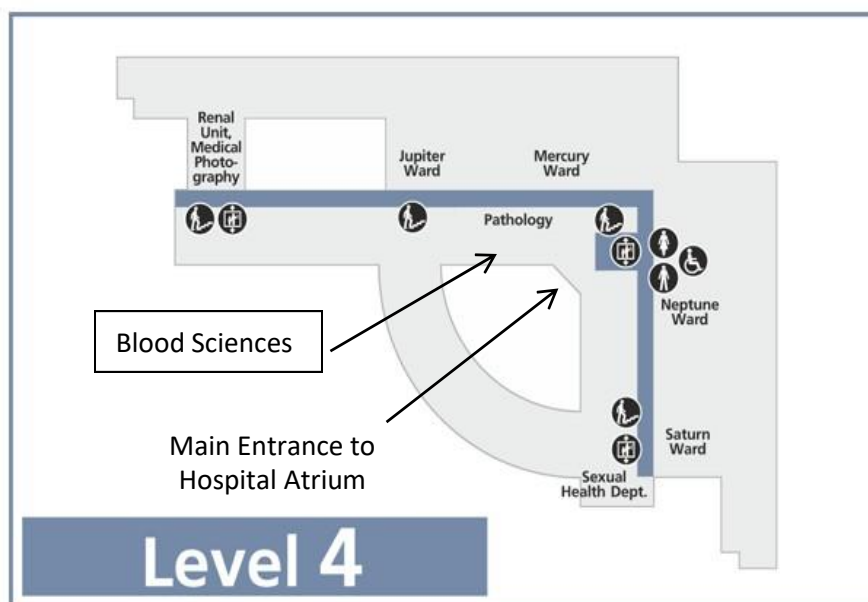 Renal
Unit,
Medical
Photo-
graphy
Jupiter
Ward
Mercury
Ward
Pathology
Neptune
Ward
Blood Sciences
Main Entrance to
Hospital Atrium
Saturn
Ward
Sexual
Health Dept.
Level 4